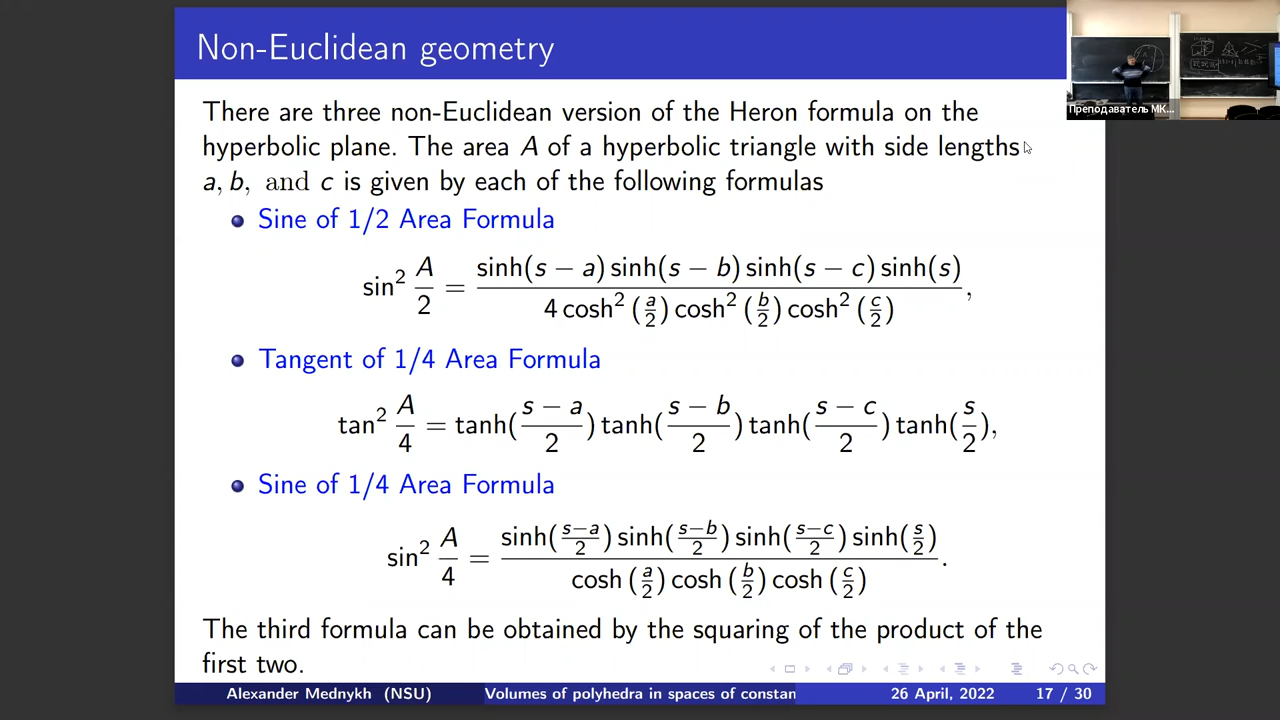 Non-Euclidean geometry
Преподаватель МК...
There are three non-Euclidean version of the Heron formula on the
hyperbolic plane. The area A of a hyperbolic triangle with side lengths
a, b, and c is given by each of the following formulas
Sine of 1/2 Area Formula
sin² A/2 = sinh(s − a) sinh(s − b) sinh(s − c) sinh(s) / 4 cosh² (a/2) cosh² (b/2) cosh² (c/2),
Tangent of 1/4 Area Formula
tan² A/4 = tanh(s − a/2) tanh(s − b/2) tanh(s − c/2) tanh(s/2),
Sine of 1/4 Area Formula
sin² A/4 = sinh(s−a/2) sinh(s−b/2) sinh(s−c/2) sinh(s/2) / cosh (a/2) cosh (b/2) cosh (c/2).
The third formula can be obtained by the squaring of the product of the
first two.
Alexander Mednykh (NSU) Volumes of polyhedra in spaces of constan 26 April, 2022 17 / 30